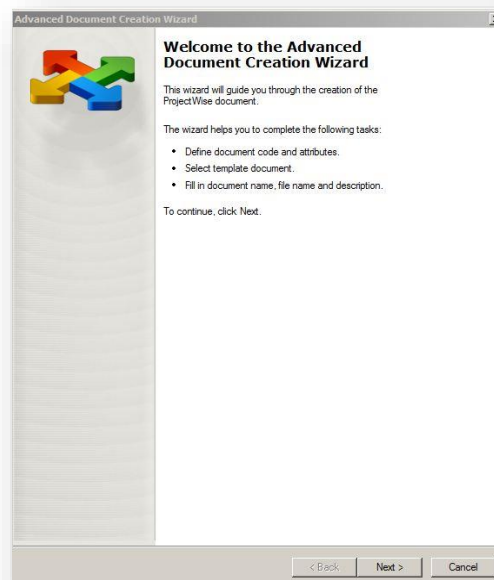 Advanced Document Creation Wizard
Welcome to the Advanced
Document Creation Wizard
This wizard will guide you through the creation of the
ProjectWise document.
The wizard helps you to complete the following tasks:
• Define document code and attributes.
• Select template document.
• Fill in document name, file name and description.
To continue, click Next.
< Back Next > Cancel